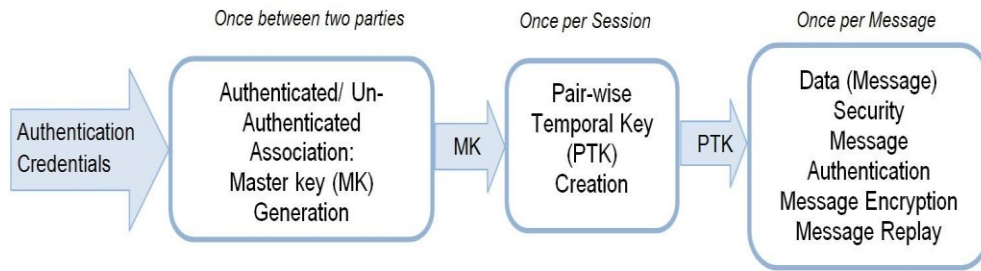 Once between two parties
Once per Session
Once per Message
Authentication
Credentials
Authenticated/ Un-
Authenticated
Association:
Master key (MK)
Generation
MK
Pair-wise
Temporal Key
(PTK)
Creation
PTK
Data (Message)
Security
Message
Authentication
Message Encryption
Message Replay